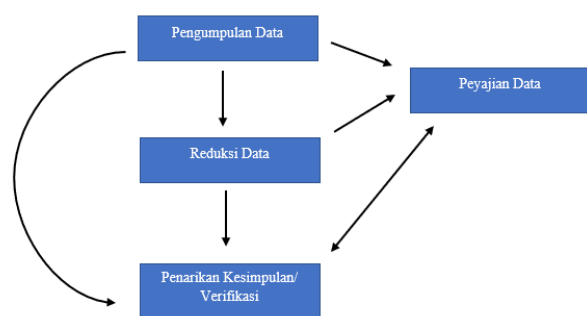 Pengumpulan Data
Peyajian Data
Reduksi Data
Penarikan Kesimpulan/
Verifikasi